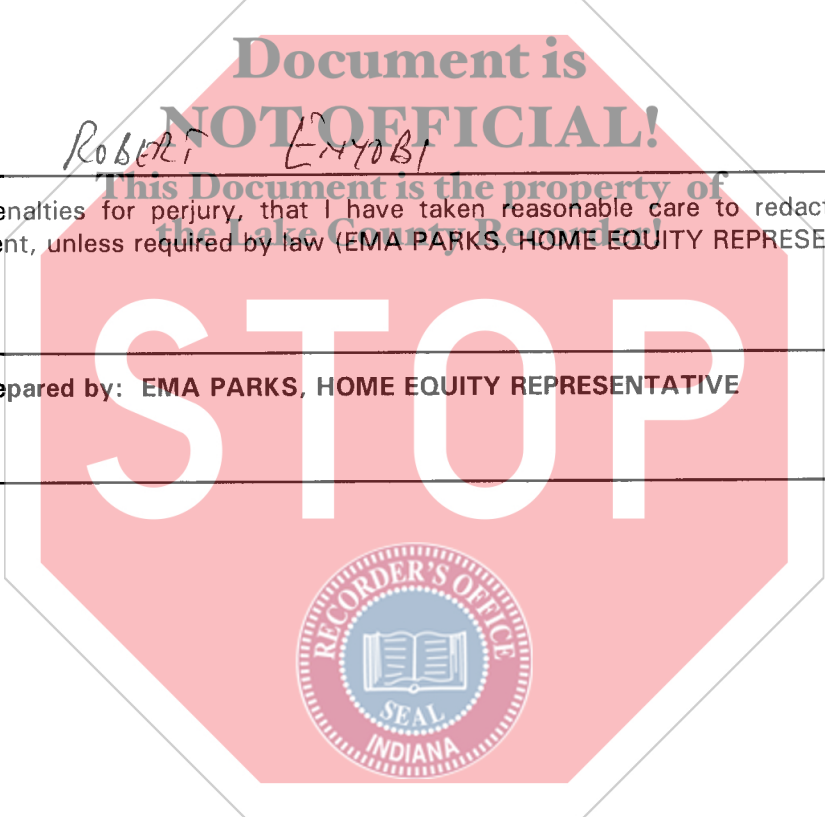 Document is
NOT OFFICIAL!
ROBERT
This Document is the property of
enalties for perjury, that I have taken reasonable care to redact
the Lake County Recorder!
ent, unless required by law (EMA PARKS, HOME EQUITY REPRESE
STOP
epared by: EMA PARKS, HOME EQUITY REPRESENTATIVE
RECORDER'S OFFICE
SEAL
INDIANA